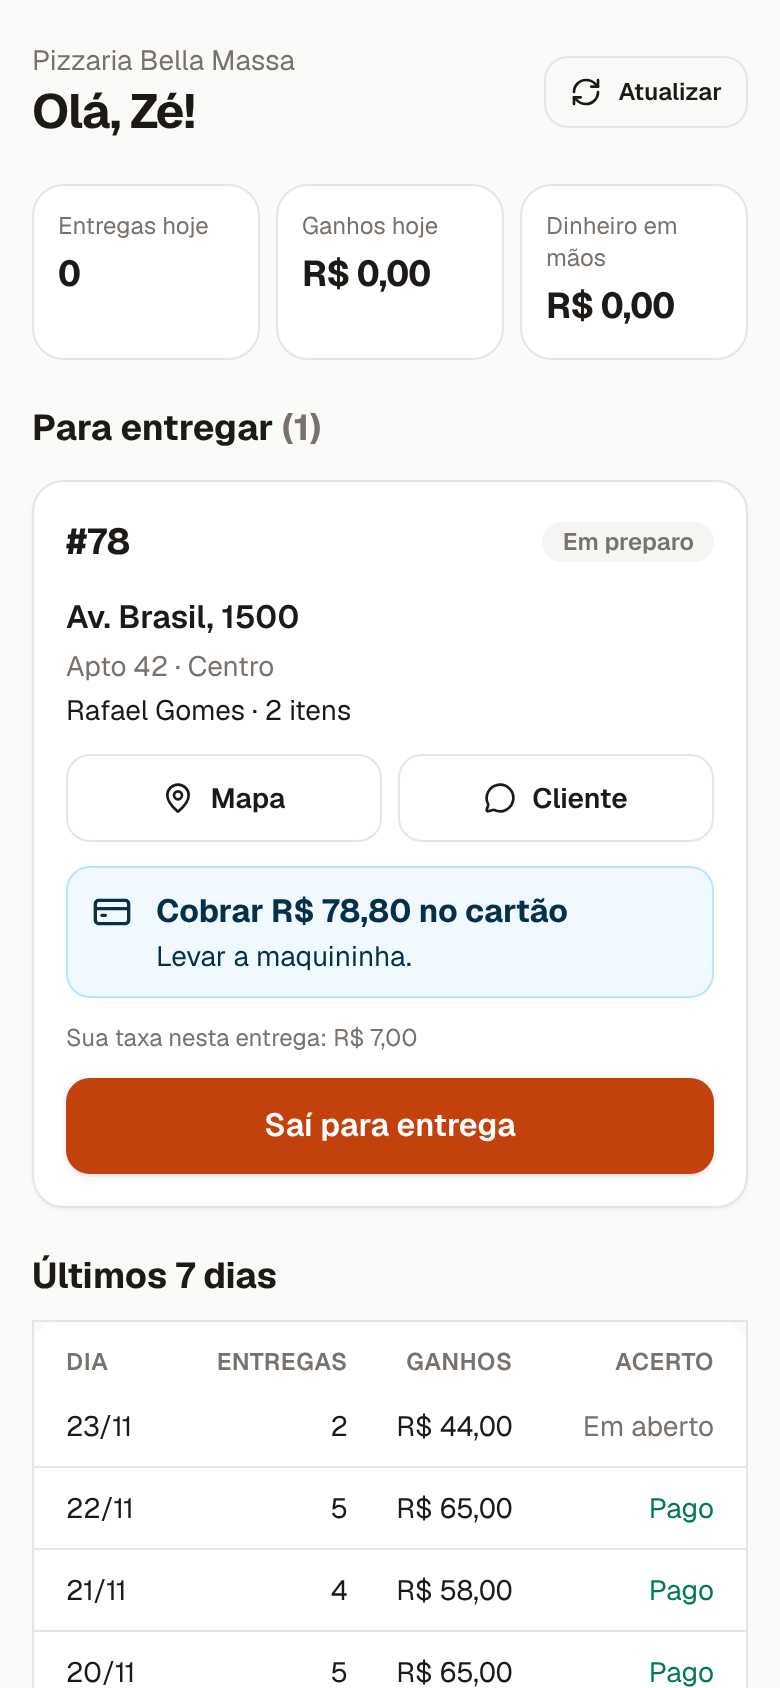 Pizzaria Bella Massa
Olá, Zé!
Atualizar
Entregas hoje
0
Ganhos hoje
R$ 0,00
Dinheiro em
mãos
R$ 0,00
Para entregar (1)
#78
Em preparo
Av. Brasil, 1500
Apto 42 · Centro
Rafael Gomes · 2 itens
Mapa
Cliente
Cobrar R$ 78,80 no cartão
Levar a maquininha.
Sua taxa nesta entrega: R$ 7,00
Saí para entrega
Últimos 7 dias
DIA ENTREGAS GANHOS ACERTO
23/11 2 R$ 44,00 Em aberto
22/11 5 R$ 65,00 Pago
21/11 4 R$ 58,00 Pago
20/11 5 R$ 65,00 Pago